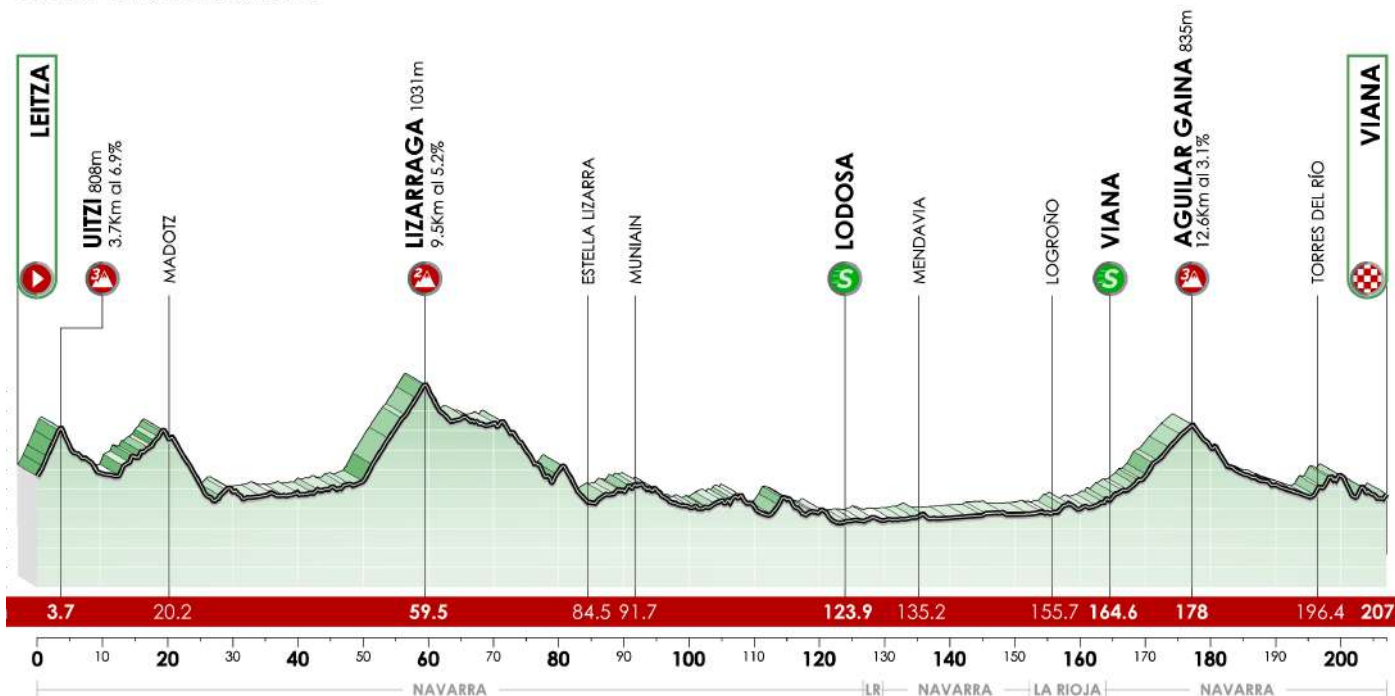 LEITZA
UITZI 808m
3.7Km al 6.9%
3
MADOTZ
LIZARRAGA 1031m
9.5Km al 5.2%
2
ESTELLA LIZARRA
MUNIAIN
LODOSA
S
MENDAVIA
LOGROÑO
VIANA
S
AGUILAR GAINA 835m
12.6Km al 3.1%
3
TORRES DEL RÍO
VIANA
3.7 20.2 59.5 84.5 91.7 123.9 135.2 155.7 164.6 178 196.4 207
0 10 20 30 40 50 60 70 80 90 100 110 120 130 140 150 160 170 180 190 200
NAVARRA LR NAVARRA LA RIOJA NAVARRA